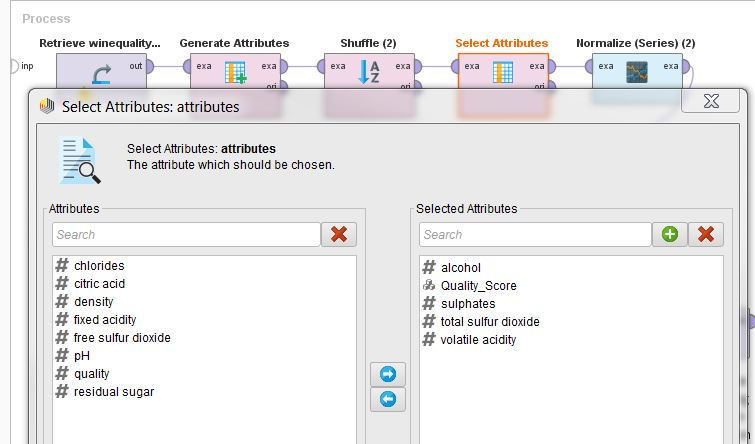 Process
Retrieve winequality... Generate Attributes Shuffle (2) Select Attributes Normalize (Series) (2)
inp out exa exa exa exa exa exa exa exa
ori ori ori
A
Z
Select Attributes: attributes
Select Attributes: attributes
The attribute which should be chosen.
Attributes
Search
# chlorides
# citric acid
# density
# fixed acidity
# free sulfur dioxide
# pH
# quality
# residual sugar
Selected Attributes
Search
# alcohol
Quality_Score
# sulphates
# total sulfur dioxide
# volatile acidity